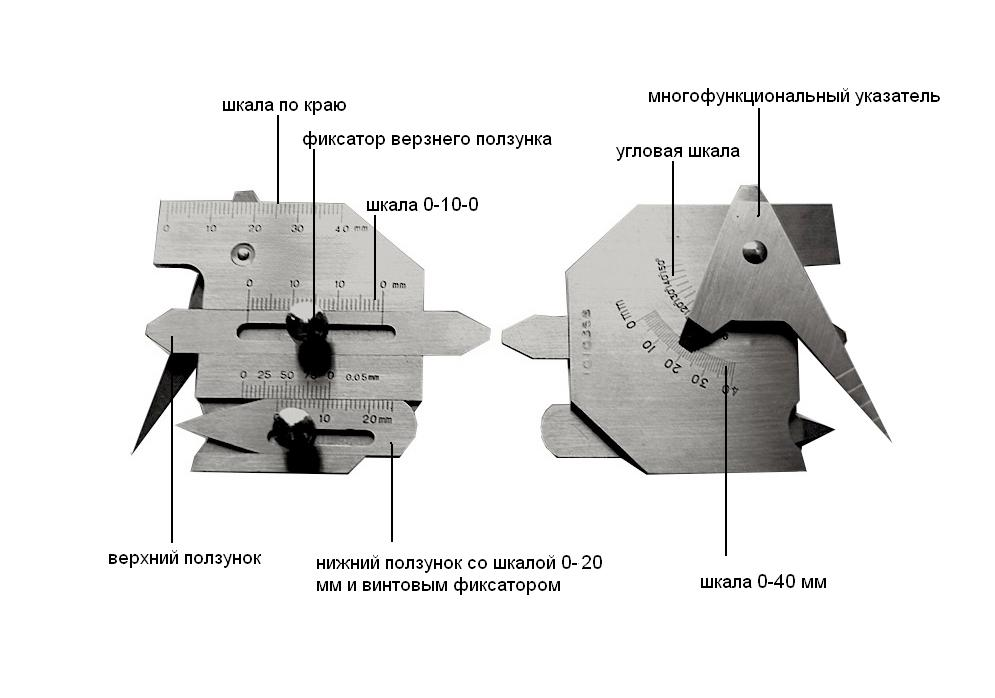 многофункциональный указатель
шкала по краю
фиксатор верзнего ползунка
угловая шкала
шкала 0-10-0
0 10 20 30 40 mm
0 10 10 0 mm
0 mm
10
20
30
40
0 25 50 0 0.05mm
10 20mm
верхний ползунок
нижний ползунок со шкалой 0- 20
мм и винтовым фиксатором
шкала 0-40 мм